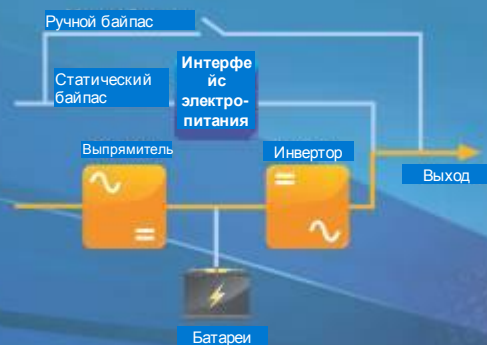 Ручной байпас
Статический
байпас
Интерфе
йс
электро-
питания
Выпрямитель
Инвертор
Выход
Батареи